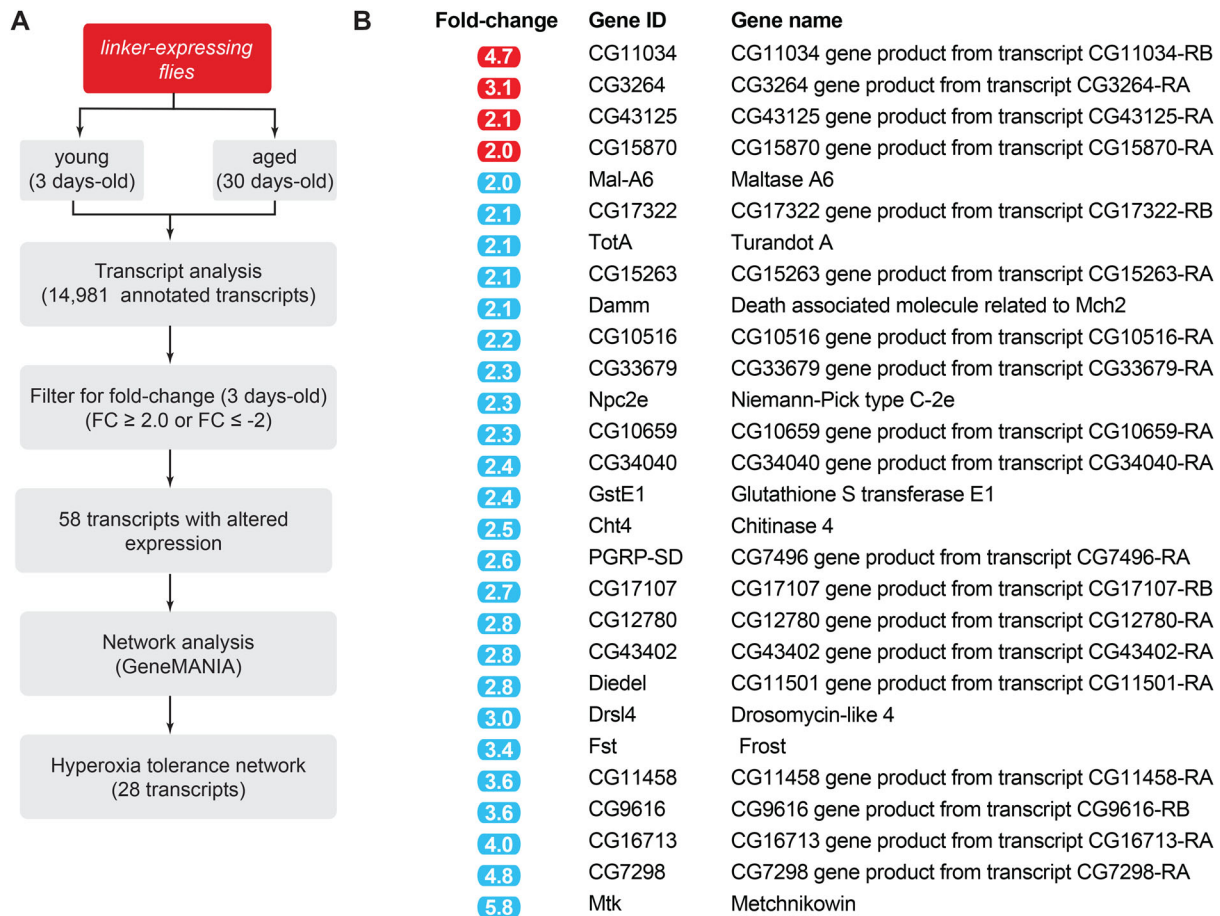 A
linker-expressing
flies
young
(3 days-old)
aged
(30 days-old)
Transcript analysis
(14,981 annotated transcripts)
Filter for fold-change (3 days-old)
(FC ≥ 2.0 or FC ≤ -2)
58 transcripts with altered
expression
Network analysis
(GeneMANIA)
Hyperoxia tolerance network
(28 transcripts)
B
Fold-change Gene ID Gene name
4.7 CG11034 CG11034 gene product from transcript CG11034-RB
3.1 CG3264 CG3264 gene product from transcript CG3264-RA
2.1 CG43125 CG43125 gene product from transcript CG43125-RA
2.0 CG15870 CG15870 gene product from transcript CG15870-RA
2.0 Mal-A6 Maltase A6
2.1 CG17322 CG17322 gene product from transcript CG17322-RB
2.1 TotA Turandot A
2.1 CG15263 CG15263 gene product from transcript CG15263-RA
2.1 Damm Death associated molecule related to Mch2
2.2 CG10516 CG10516 gene product from transcript CG10516-RA
2.3 CG33679 CG33679 gene product from transcript CG33679-RA
2.3 Npc2e Niemann-Pick type C-2e
2.3 CG10659 CG10659 gene product from transcript CG10659-RA
2.4 CG34040 CG34040 gene product from transcript CG34040-RA
2.4 GstE1 Glutathione S transferase E1
2.5 Cht4 Chitinase 4
2.6 PGRP-SD CG7496 gene product from transcript CG7496-RA
2.7 CG17107 CG17107 gene product from transcript CG17107-RB
2.8 CG12780 CG12780 gene product from transcript CG12780-RA
2.8 CG43402 CG43402 gene product from transcript CG43402-RA
2.8 Diedel CG11501 gene product from transcript CG11501-RA
3.0 Drsl4 Drosomycin-like 4
3.4 Fst Frost
3.6 CG11458 CG11458 gene product from transcript CG11458-RA
3.6 CG9616 CG9616 gene product from transcript CG9616-RB
4.0 CG16713 CG16713 gene product from transcript CG16713-RA
4.8 CG7298 CG7298 gene product from transcript CG7298-RA
5.8 Mtk Metchnikowin